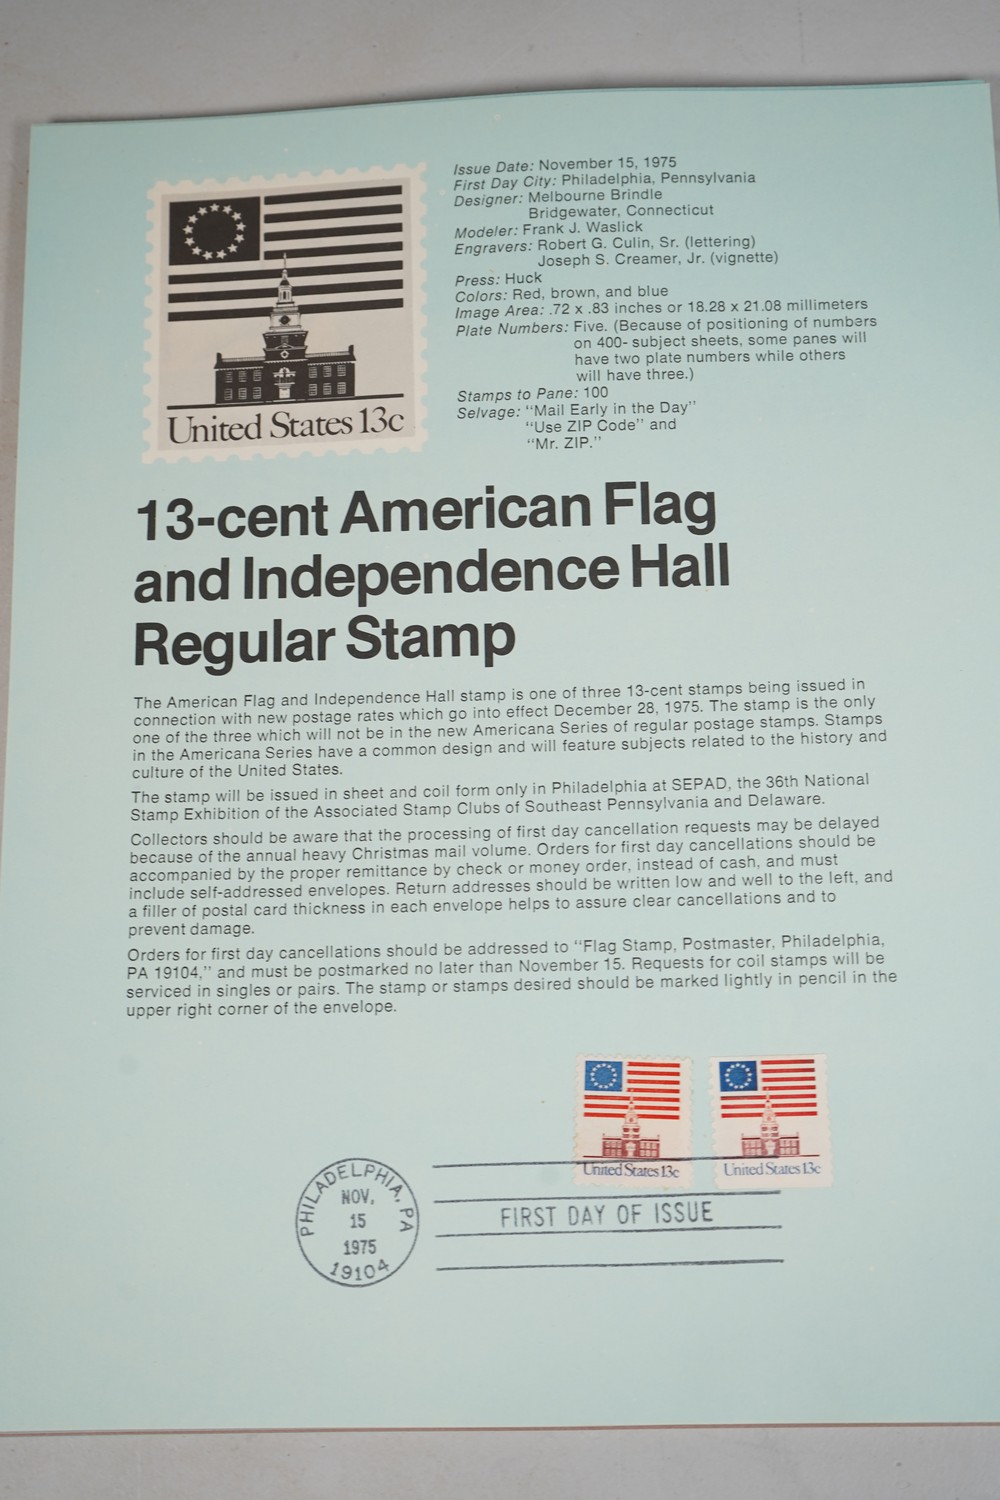 United States 13c
Issue Date: November 15, 1975
First Day City: Philadelphia, Pennsylvania
Designer: Melbourne Brindle
Bridgewater, Connecticut
Modeler: Frank J. Waslick
Engravers: Robert G. Culin, Sr. (lettering)
Joseph S. Creamer, Jr. (vignette)
Press: Huck
Colors: Red, brown, and blue
Image Area: .72 x .83 inches or 18.28 x 21.08 millimeters
Plate Numbers: Five. (Because of positioning of numbers
on 400- subject sheets, some panes will
have two plate numbers while others
will have three.)
Stamps to Pane: 100
Selvage: "Mail Early in the Day"
"Use ZIP Code" and
"Mr. ZIP."
13-cent American Flag
and Independence Hall
Regular Stamp
The American Flag and Independence Hall stamp is one of three 13-cent stamps being issued in
connection with new postage rates which go into effect December 28, 1975. The stamp is the only
one of the three which will not be in the new Americana Series of regular postage stamps. Stamps
in the Americana Series have a common design and will feature subjects related to the history and
culture of the United States.
The stamp will be issued in sheet and coil form only in Philadelphia at SEPAD, the 36th National
Stamp Exhibition of the Associated Stamp Clubs of Southeast Pennsylvania and Delaware.
Collectors should be aware that the processing of first day cancellation requests may be delayed
because of the annual heavy Christmas mail volume. Orders for first day cancellations should be
accompanied by the proper remittance by check or money order, instead of cash, and must
include self-addressed envelopes. Return addresses should be written low and well to the left, and
a filler of postal card thickness in each envelope helps to assure clear cancellations and to
prevent damage.
Orders for first day cancellations should be addressed to "Flag Stamp, Postmaster, Philadelphia,
PA 19104," and must be postmarked no later than November 15. Requests for coil stamps will be
serviced in singles or pairs. The stamp or stamps desired should be marked lightly in pencil in the
upper right corner of the envelope.
United States 13c
United States 13c
PHILADELPHIA, PA
NOV.
15
1975
19104
FIRST DAY OF ISSUE